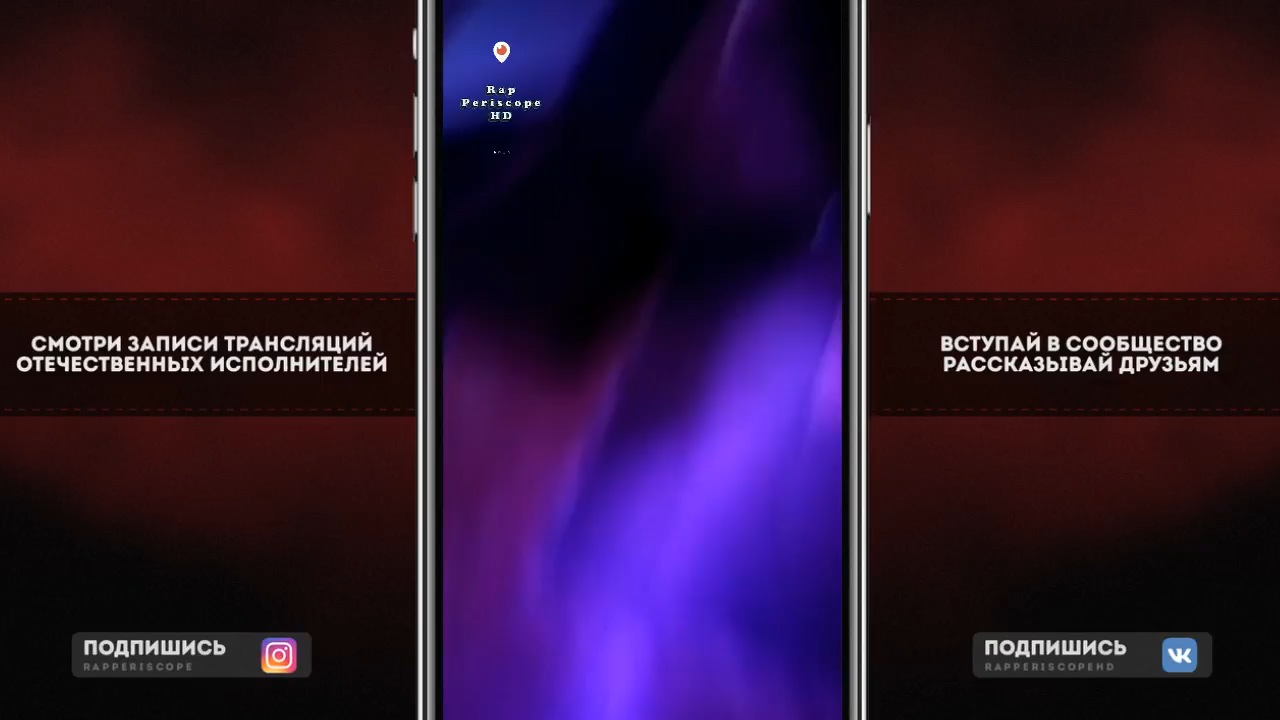 Rap
Periscope
HD
СМОТРИ ЗАПИСИ ТРАНСЛЯЦИЙ
ОТЕЧЕСТВЕННЫХ ИСПОЛНИТЕЛЕЙ
ВСТУПАЙ В СООБЩЕСТВО
РАССКАЗЫВАЙ ДРУЗЬЯМ
ПОДПИШИСЬ
RAPPERISCOPE
ПОДПИШИСЬ
RAPPERISCOPEHD